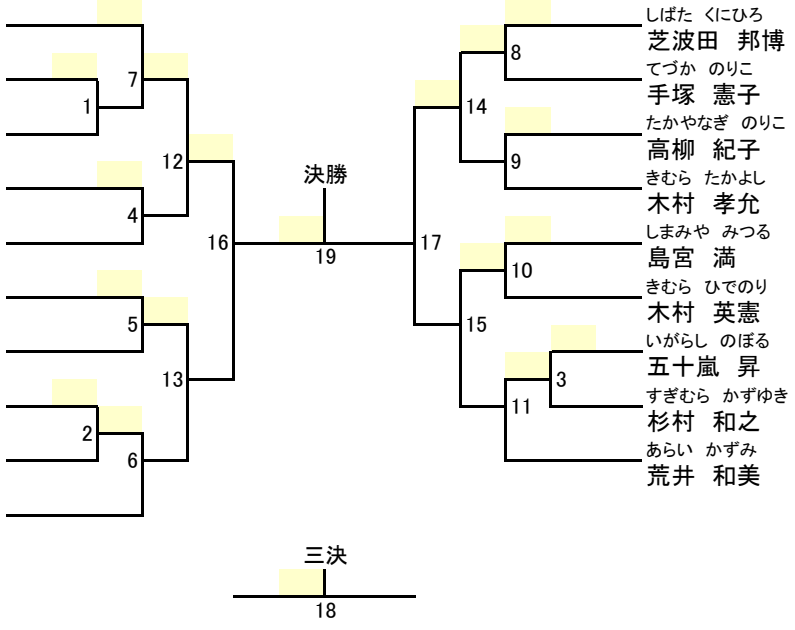 しばた くにひろ
芝波田 邦博
7
8
てづか のりこ
1
14
手塚 憲子
たかやなぎ のりこ
12
9
高柳 紀子
決勝
きむら たかよし
4
木村 孝允
16
17
しまみや みつる
19
10
島宮 満
きむら ひでのり
5
15
木村 英憲
いがらし のぼる
13
3
五十嵐 昇
11
すぎむら かずゆき
2
杉村 和之
6
あらい かずみ
荒井 和美
三決
18